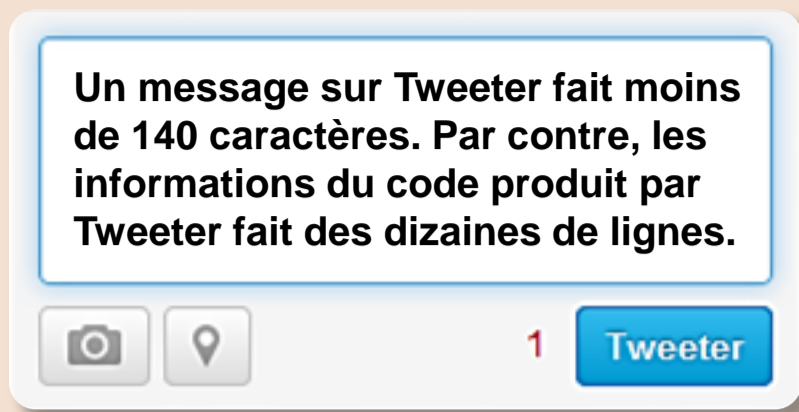 Un message sur Tweeter fait moins
de 140 caractères. Par contre, les
informations du code produit par
Tweeter fait des dizaines de lignes.
1 Tweeter